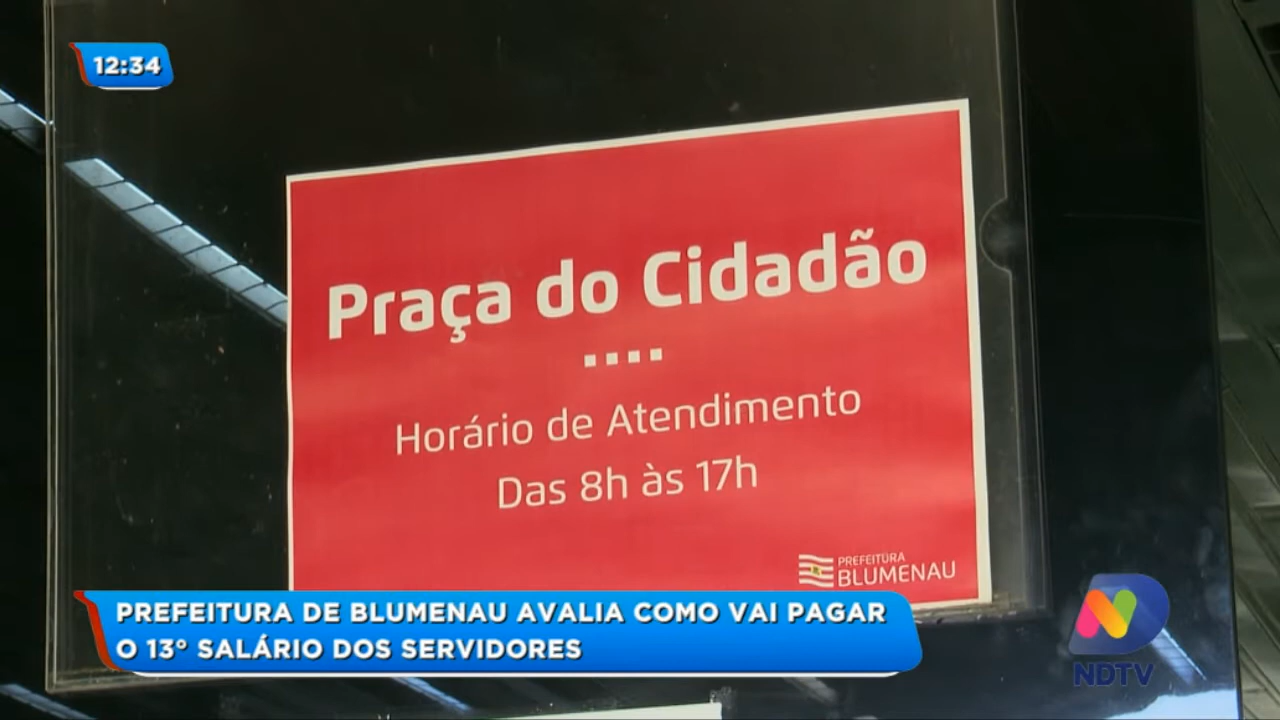 12:34
Praça do Cidadão
Horário de Atendimento
Das 8h às 17h
PREFEITURA
BLUMENAU
PREFEITURA DE BLUMENAU AVALIA COMO VAI PAGAR
O 13° SALÁRIO DOS SERVIDORES
NDTV